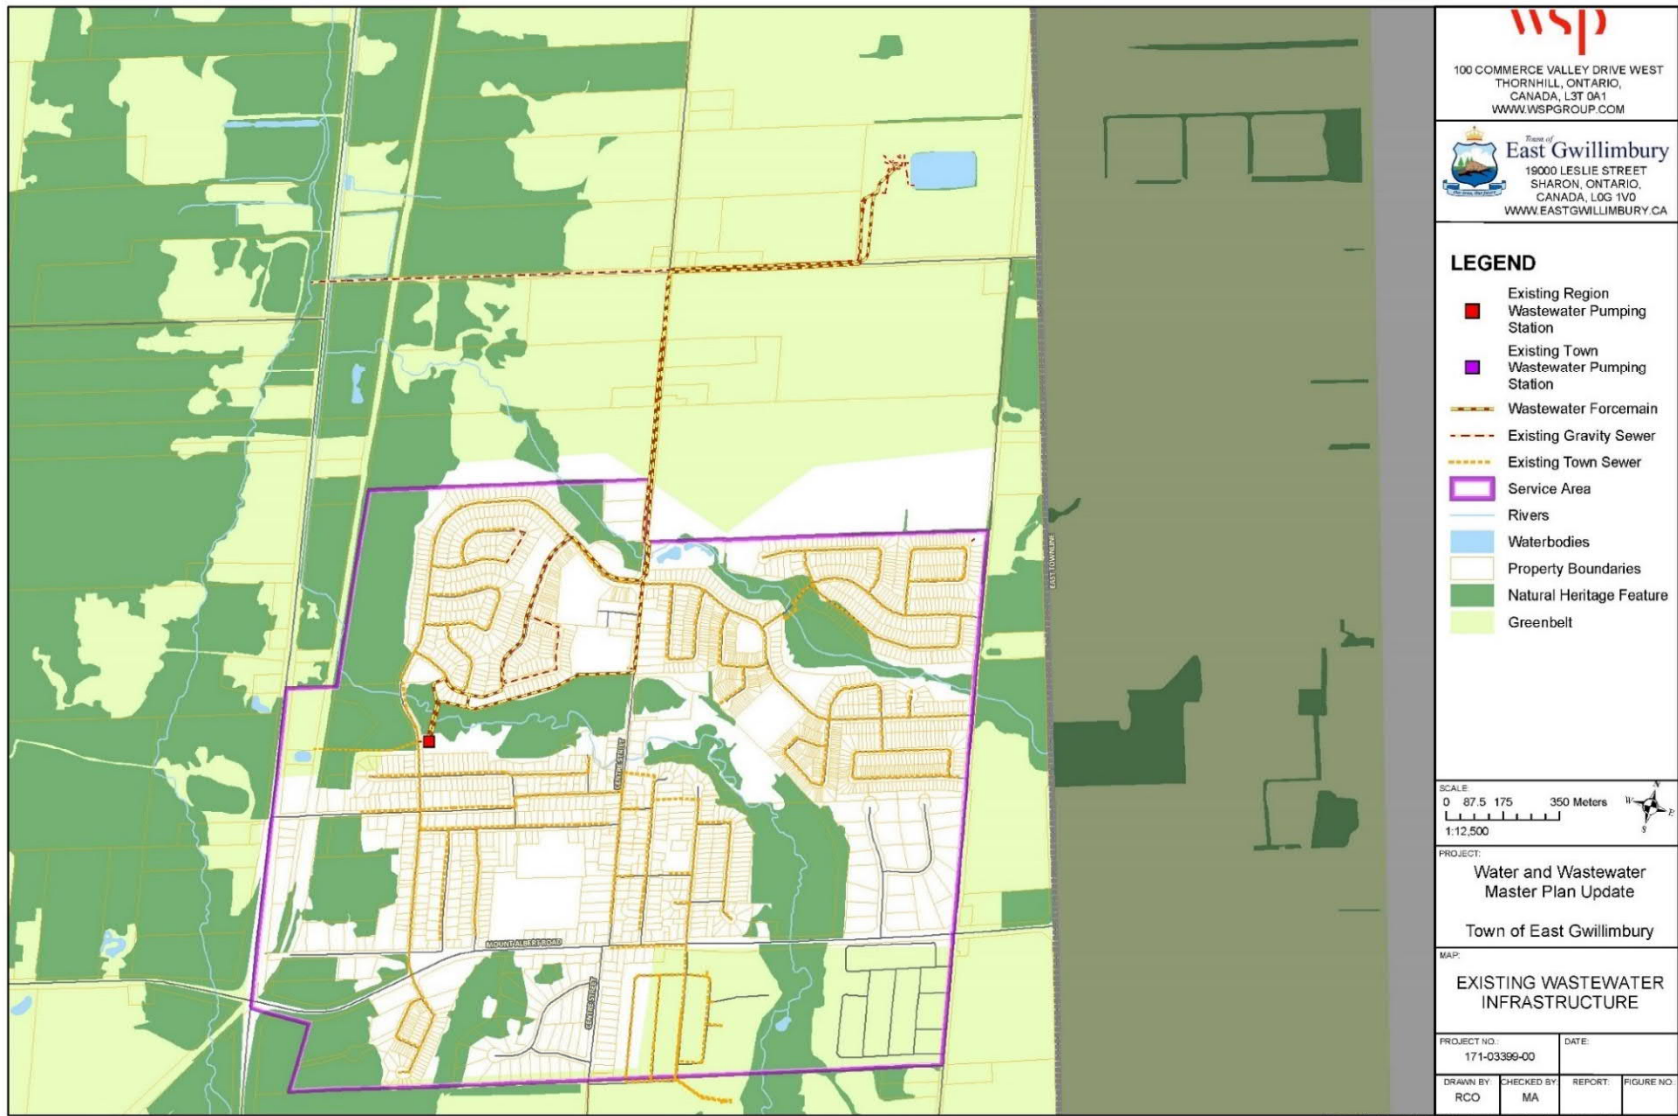 wsp
100 COMMERCE VALLEY DRIVE WEST
THORNHILL, ONTARIO,
CANADA, L3T 0A1
WWW.WSPGROUP.COM
Town of
East Gwillimbury
19000 LESLIE STREET
SHARON, ONTARIO,
CANADA, L0G 1V0
WWW.EASTGWILLIMBURY.CA
LEGEND
Existing Region
Wastewater Pumping
Station
Existing Town
Wastewater Pumping
Station
Wastewater Forcemain
Existing Gravity Sewer
Existing Town Sewer
Service Area
Rivers
Waterbodies
Property Boundaries
Natural Heritage Feature
Greenbelt
SCALE
0 87.5 175 350 Meters
1:12,500
N
W
E
S
PROJECT:
Water and Wastewater
Master Plan Update
Town of East Gwillimbury
MAP:
EXISTING WASTEWATER
INFRASTRUCTURE
PROJECT NO.:
171-03399-00
DATE:
DRAWN BY:
RCO
CHECKED BY:
MA
REPORT:
FIGURE NO.:
EAST TOWNLINE
CENTRE STREET
MOUNT ALBERT ROAD
CENTRE STREET